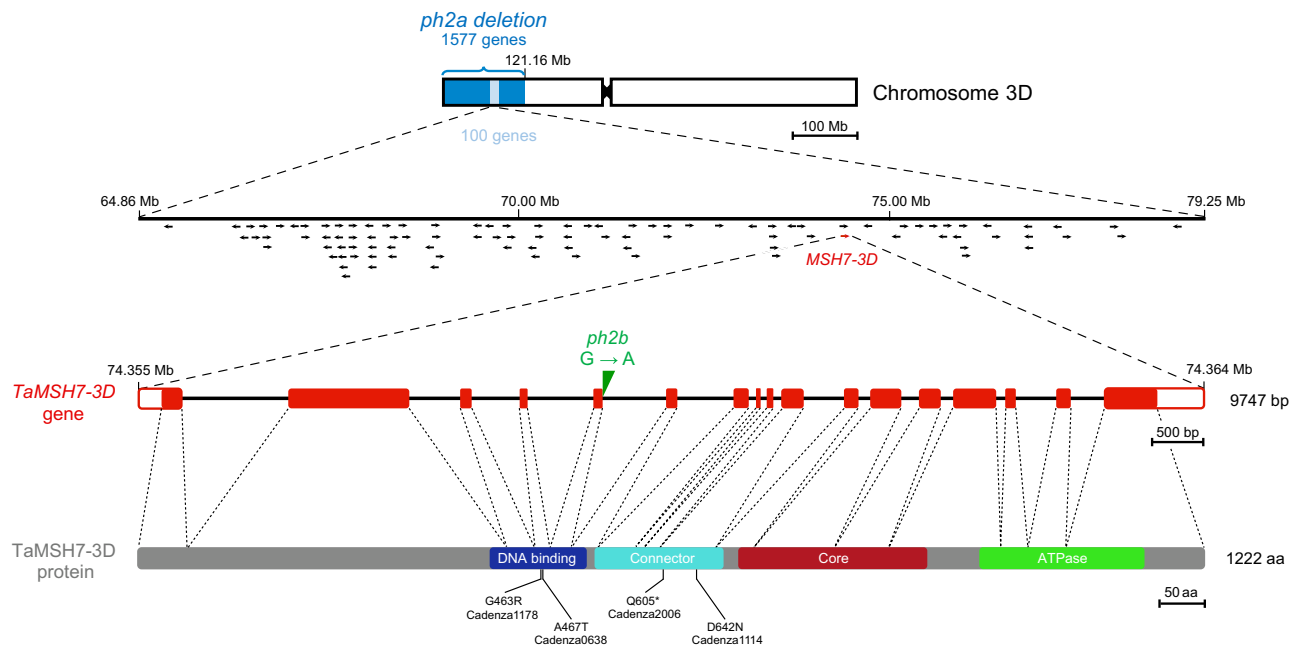 ph2a deletion
1577 genes
121.16 Mb
Chromosome 3D
100 Mb
100 genes
64.86 Mb
70.00 Mb
75.00 Mb
79.25 Mb
MSH7-3D
ph2b
G → A
74.355 Mb
74.364 Mb
TaMSH7-3D
gene
9747 bp
500 bp
TaMSH7-3D
protein
DNA binding
Connector
Core
ATPase
1222 aa
50 aa
G463R
Cadenza1178
A467T
Cadenza0638
Q605*
Cadenza2006
D642N
Cadenza1114